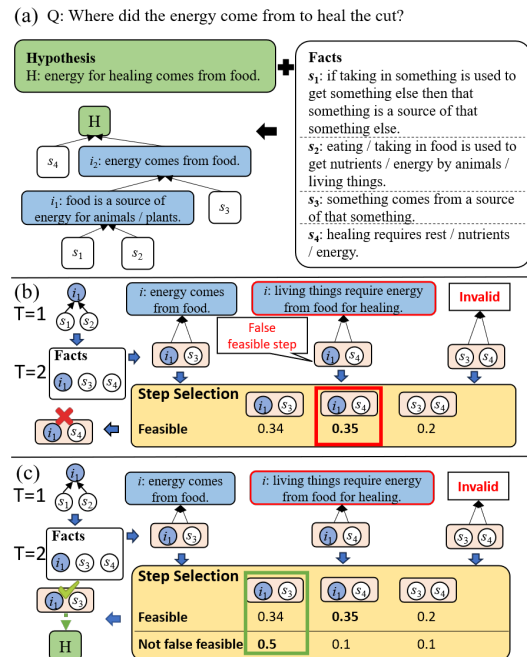 (a) Q: Where did the energy come from to heal the cut?
Hypothesis
H: energy for healing comes from food.
Facts
s1: if taking in something is used to
get something else then that
something is a source of that
something else.
s2: eating / taking in food is used to
get nutrients / energy by animals /
living things.
s3: something comes from a source
of that something.
s4: healing requires rest / nutrients
/ energy.
H
s4
i2: energy comes from food.
i1: food is a source of
energy for animals / plants.
s3
s1 s2
(b)
T=1
i1
s1 s2
i: energy comes
from food.
i: living things require energy
from food for healing.
Invalid
False
feasible step
T=2
Facts
i1 s3 s4
i1 s3
i1 s4
s3 s4
Step Selection
i1 s3
i1 s4
s3 s4
Feasible 0.34 0.35 0.2
i1 s4
(c)
T=1
i1
s1 s2
i: energy comes
from food.
i: living things require energy
from food for healing.
Invalid
T=2
Facts
i1 s3 s4
i1 s3
i1 s4
s3 s4
Step Selection
i1 s3
i1 s4
s3 s4
Feasible 0.34 0.35 0.2
Not false feasible 0.5 0.1 0.1
i1 s3
H